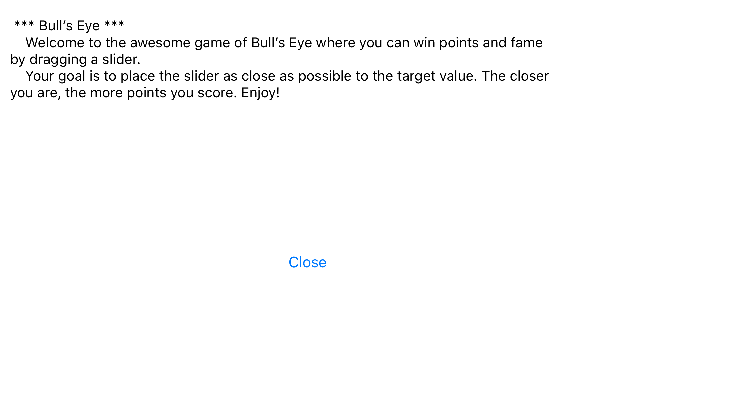 *** Bull’s Eye ***
Welcome to the awesome game of Bull’s Eye where you can win points and fame
by dragging a slider.
Your goal is to place the slider as close as possible to the target value. The closer
you are, the more points you score. Enjoy!
Close